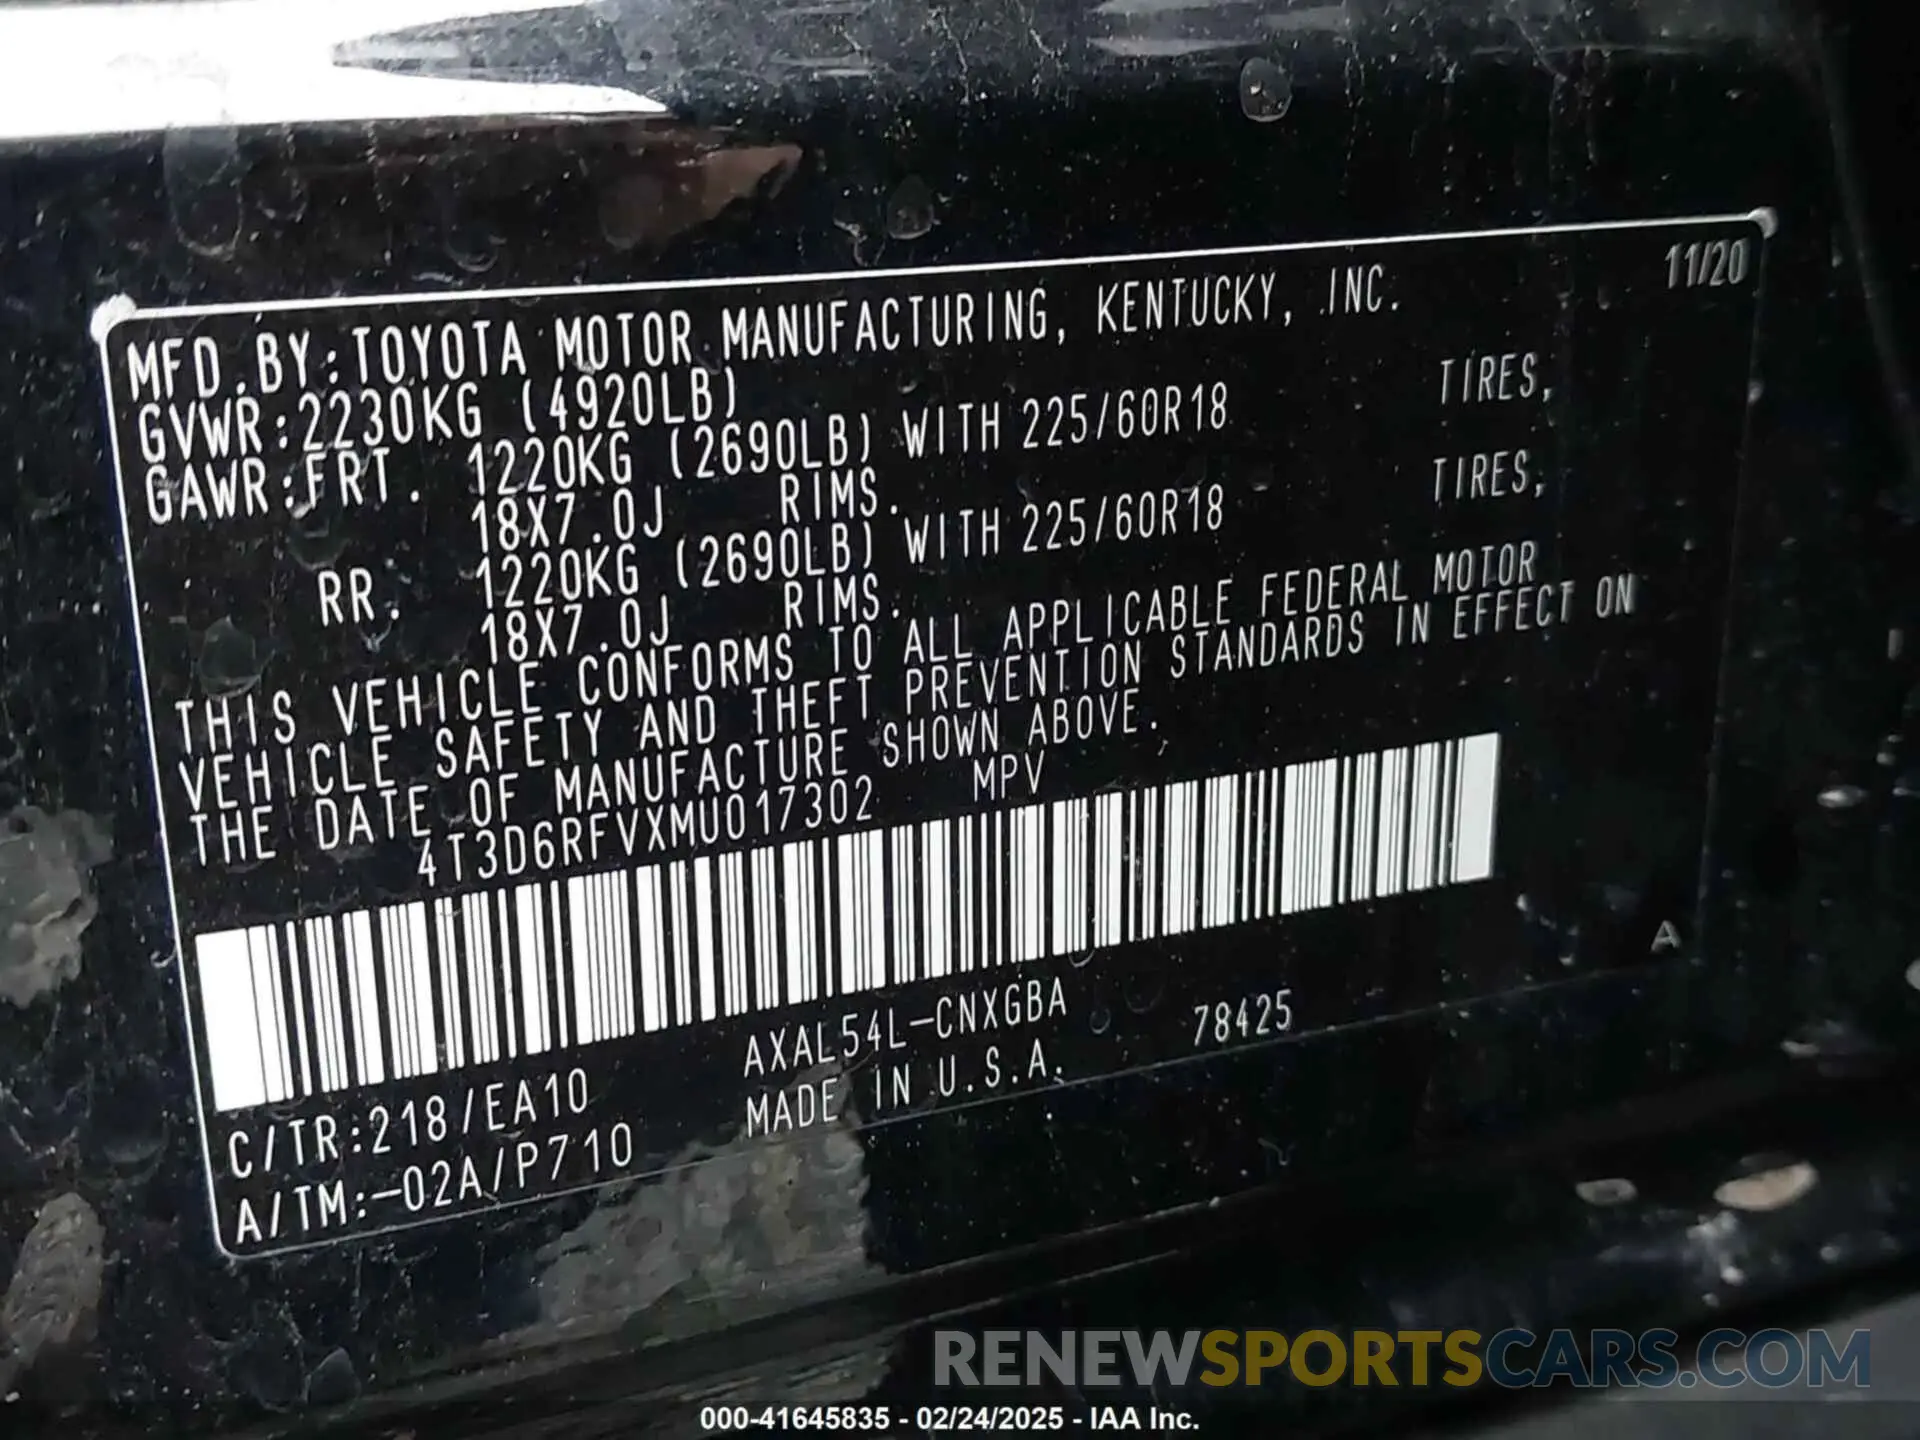 11/20
MFD.BY:TOYOTA MOTOR MANUFACTURING, KENTUCKY, INC.
GVWR:2230KG (4920LB)
GAWR:FRT. 1220KG (2690LB) WITH 225/60R18 TIRES,
18X7.0J RIMS.
RR. 1220KG (2690LB) WITH 225/60R18 TIRES,
18X7.0J RIMS.
THIS VEHICLE CONFORMS TO ALL APPLICABLE FEDERAL MOTOR
VEHICLE SAFETY AND THEFT PREVENTION STANDARDS IN EFFECT ON
THE DATE OF MANUFACTURE SHOWN ABOVE.
4T3D6RFVXMU017302 MPV
A
AXAL54L-CNXGBA 78425
C/TR:218/EA10 MADE IN U.S.A.
A/TM:-02A/P710
RENEWSPORTSCARS.COM
000-41645835 - 02/24/2025 - IAA Inc.